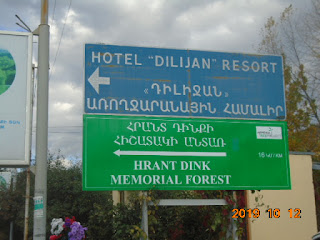 HOTEL "DILIJAN" RESORT
«ԴԻԼԻՋԱՆ»
ԱՌՈՂՋԱՐԱՆԱՅԻՆ ՀԱՄԱԼԻՐ
ՀՐԱՆՏ ԴԻՆՔԻ
ՀԻՇԱՏԱԿԻ ԱՆՏԱՌ
HRANT DINK
MEMORIAL FOREST
2019 10 12